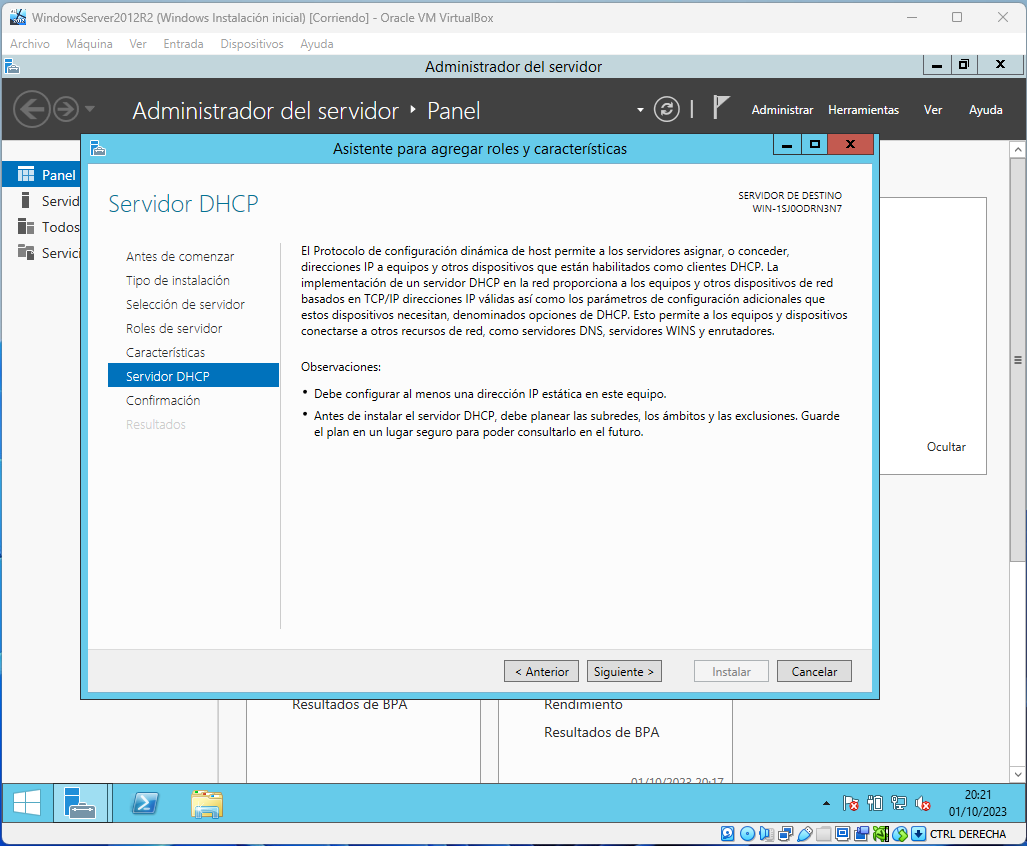 WindowsServer2012R2 (Windows Instalación inicial) [Corriendo] - Oracle VM VirtualBox
Archivo Máquina Ver Entrada Dispositivos Ayuda
Administrador del servidor
Administrador del servidor Panel
Administrar Herramientas Ver Ayuda
Asistente para agregar roles y características
Panel
Servid
Todos
Servici
Servidor DHCP
SERVIDOR DE DESTINO
WIN-1SJ0ODRN3N7
Antes de comenzar
Tipo de instalación
Selección de servidor
Roles de servidor
Características
Servidor DHCP
Confirmación
Resultados
El Protocolo de configuración dinámica de host permite a los servidores asignar, o conceder,
direcciones IP a equipos y otros dispositivos que están habilitados como clientes DHCP. La
implementación de un servidor DHCP en la red proporciona a los equipos y otros dispositivos de red
basados en TCP/IP direcciones IP válidas así como los parámetros de configuración adicionales que
estos dispositivos necesitan, denominados opciones de DHCP. Esto permite a los equipos y dispositivos
conectarse a otros recursos de red, como servidores DNS, servidores WINS y enrutadores.
Observaciones:
• Debe configurar al menos una dirección IP estática en este equipo.
• Antes de instalar el servidor DHCP, debe planear las subredes, los ámbitos y las exclusiones. Guarde
el plan en un lugar seguro para poder consultarlo en el futuro.
Ocultar
< Anterior Siguiente > Instalar Cancelar
Resultados de BPA
Rendimiento
Resultados de BPA
01/10/2023 20:17
20:21
01/10/2023
CTRL DERECHA